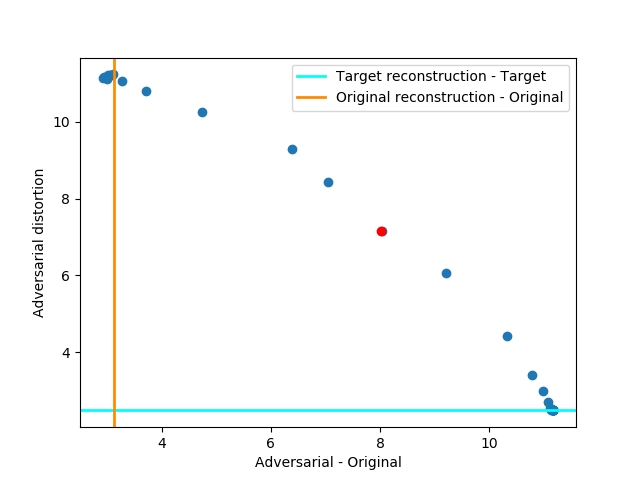 Target reconstruction - Target
Original reconstruction - Original
10
8
6
4
Adversarial distortion
4
6
8
10
Adversarial - Original